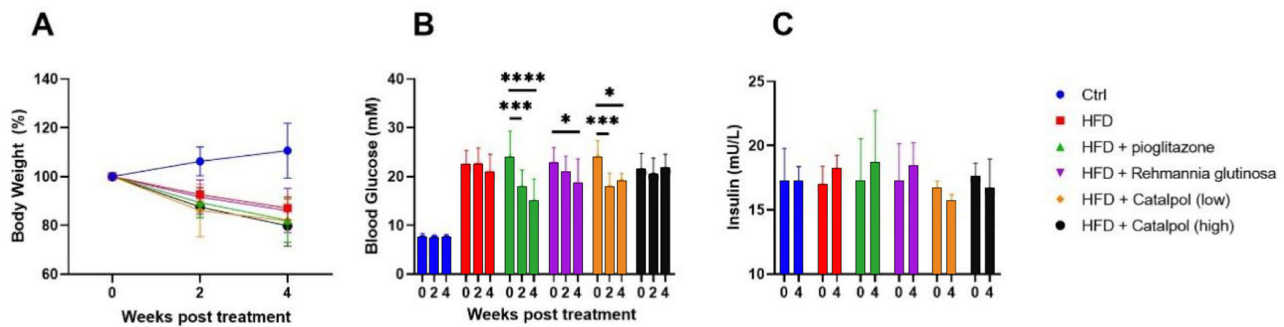 A
Body Weight (%)
140
120
100
80
60
0 2 4
Weeks post treatment
B
Blood Glucose (mM)
40
30
20
10
0
****
***
*
*
***
0 2 4 0 2 4 0 2 4 0 2 4 0 2 4 0 2 4
Weeks post treatment
C
Insulin (mU/L)
25
20
15
10
0 4 0 4 0 4 0 4 0 4 0 4
Ctrl
HFD
HFD + pioglitazone
HFD + Rehmannia glutinosa
HFD + Catalpol (low)
HFD + Catalpol (high)